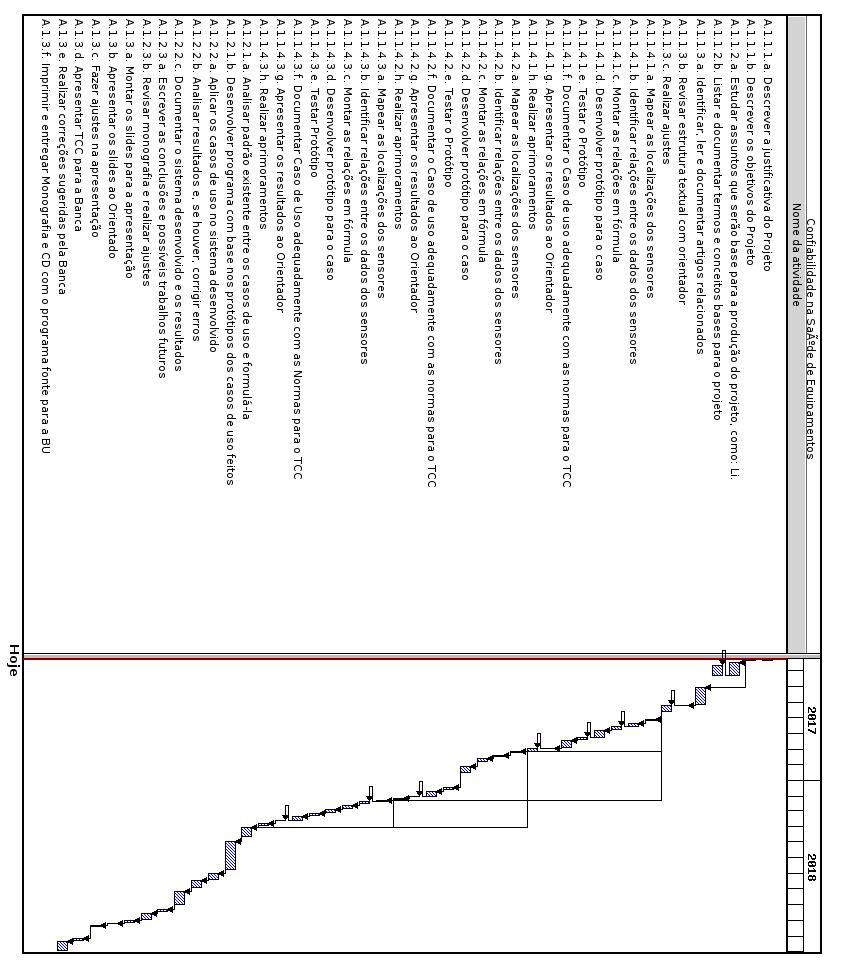 Confiabilidade na SaÃºde de Equipamentos
Nome da atividade
2017
2018
A.1.1.1.a. Descrever a justificativa do Projeto
A.1.1.1.b. Descrever os objetivos do Projeto
A.1.1.2.a. Estudar assuntos que serão base para a produção do projeto, como: Li.
A.1.1.2.b. Listar e documentar termos e conceitos bases para o projeto
A.1.1.3.a. Identificar, ler e documentar artigos relacionados
A.1.1.3.b. Revisar estrutura textual com orientador
A.1.1.3.c. Realizar ajustes
A.1.1.4.1.a. Mapear as localizações dos sensores
A.1.1.4.1.b. Identificar relações entre os dados dos sensores
A.1.1.4.1.c. Montar as relações em fórmula
A.1.1.4.1.d. Desenvolver protótipo para o caso
A.1.1.4.1.e. Testar o Protótipo
A.1.1.4.1.f. Documentar o Caso de uso adequadamente com as normas para o TCC
A.1.1.4.1.g. Apresentar os resultados ao Orientador
A.1.1.4.1.h. Realizar aprimoramentos
A.1.1.4.2.a. Mapear as localizações dos sensores
A.1.1.4.2.b. Identificar relações entre os dados dos sensores
A.1.1.4.2.c. Montar as relações em fórmula
A.1.1.4.2.d. Desenvolver protótipo para o caso
A.1.1.4.2.e. Testar o Protótipo
A.1.1.4.2.f. Documentar o Caso de uso adequadamente com as normas para o TCC
A.1.1.4.2.g. Apresentar os resultados ao Orientador
A.1.1.4.2.h. Realizar aprimoramentos
A.1.1.4.3.a. Mapear as localizações dos sensores
A.1.1.4.3.b. Identificar relações entre os dados dos sensores
A.1.1.4.3.c. Montar as relações em fórmula
A.1.1.4.3.d. Desenvolver protótipo para o caso
A.1.1.4.3.e. Testar Protótipo
A.1.1.4.3.f. Documentar Caso de Uso adequadamente com as Normas para o TCC
A.1.1.4.3.g. Apresentar os resultados ao Orientador
A.1.1.4.3.h. Realizar aprimoramentos
A.1.2.1.a. Analisar padrão existente entre os casos de uso e formulá-la
A.1.2.1.b. Desenvolver programa com base nos protótipos dos casos de uso feitos
A.1.2.2.a. Aplicar os casos de uso no sistema desenvolvido
A.1.2.2.b. Analisar resultados e, se houver, corrigir erros
A.1.2.2.c. Documentar o sistema desenvolvido e os resultados
A.1.2.3.a. Escrever as conclusões e possíveis trabalhos futuros
A.1.2.3.b. Revisar monografia e realizar ajustes
A.1.3.a. Montar os slides para a apresentação
A.1.3.b. Apresentar os slides ao Orientado
A.1.3.c. Fazer ajustes na apresentação
A.1.3.d. Apresentar TCC para a Banca
A.1.3.e. Realizar correções sugeridas pela Banca
A.1.3.f. Imprimir e entregar Monografia e CD com o programa fonte para a BU
Hoje